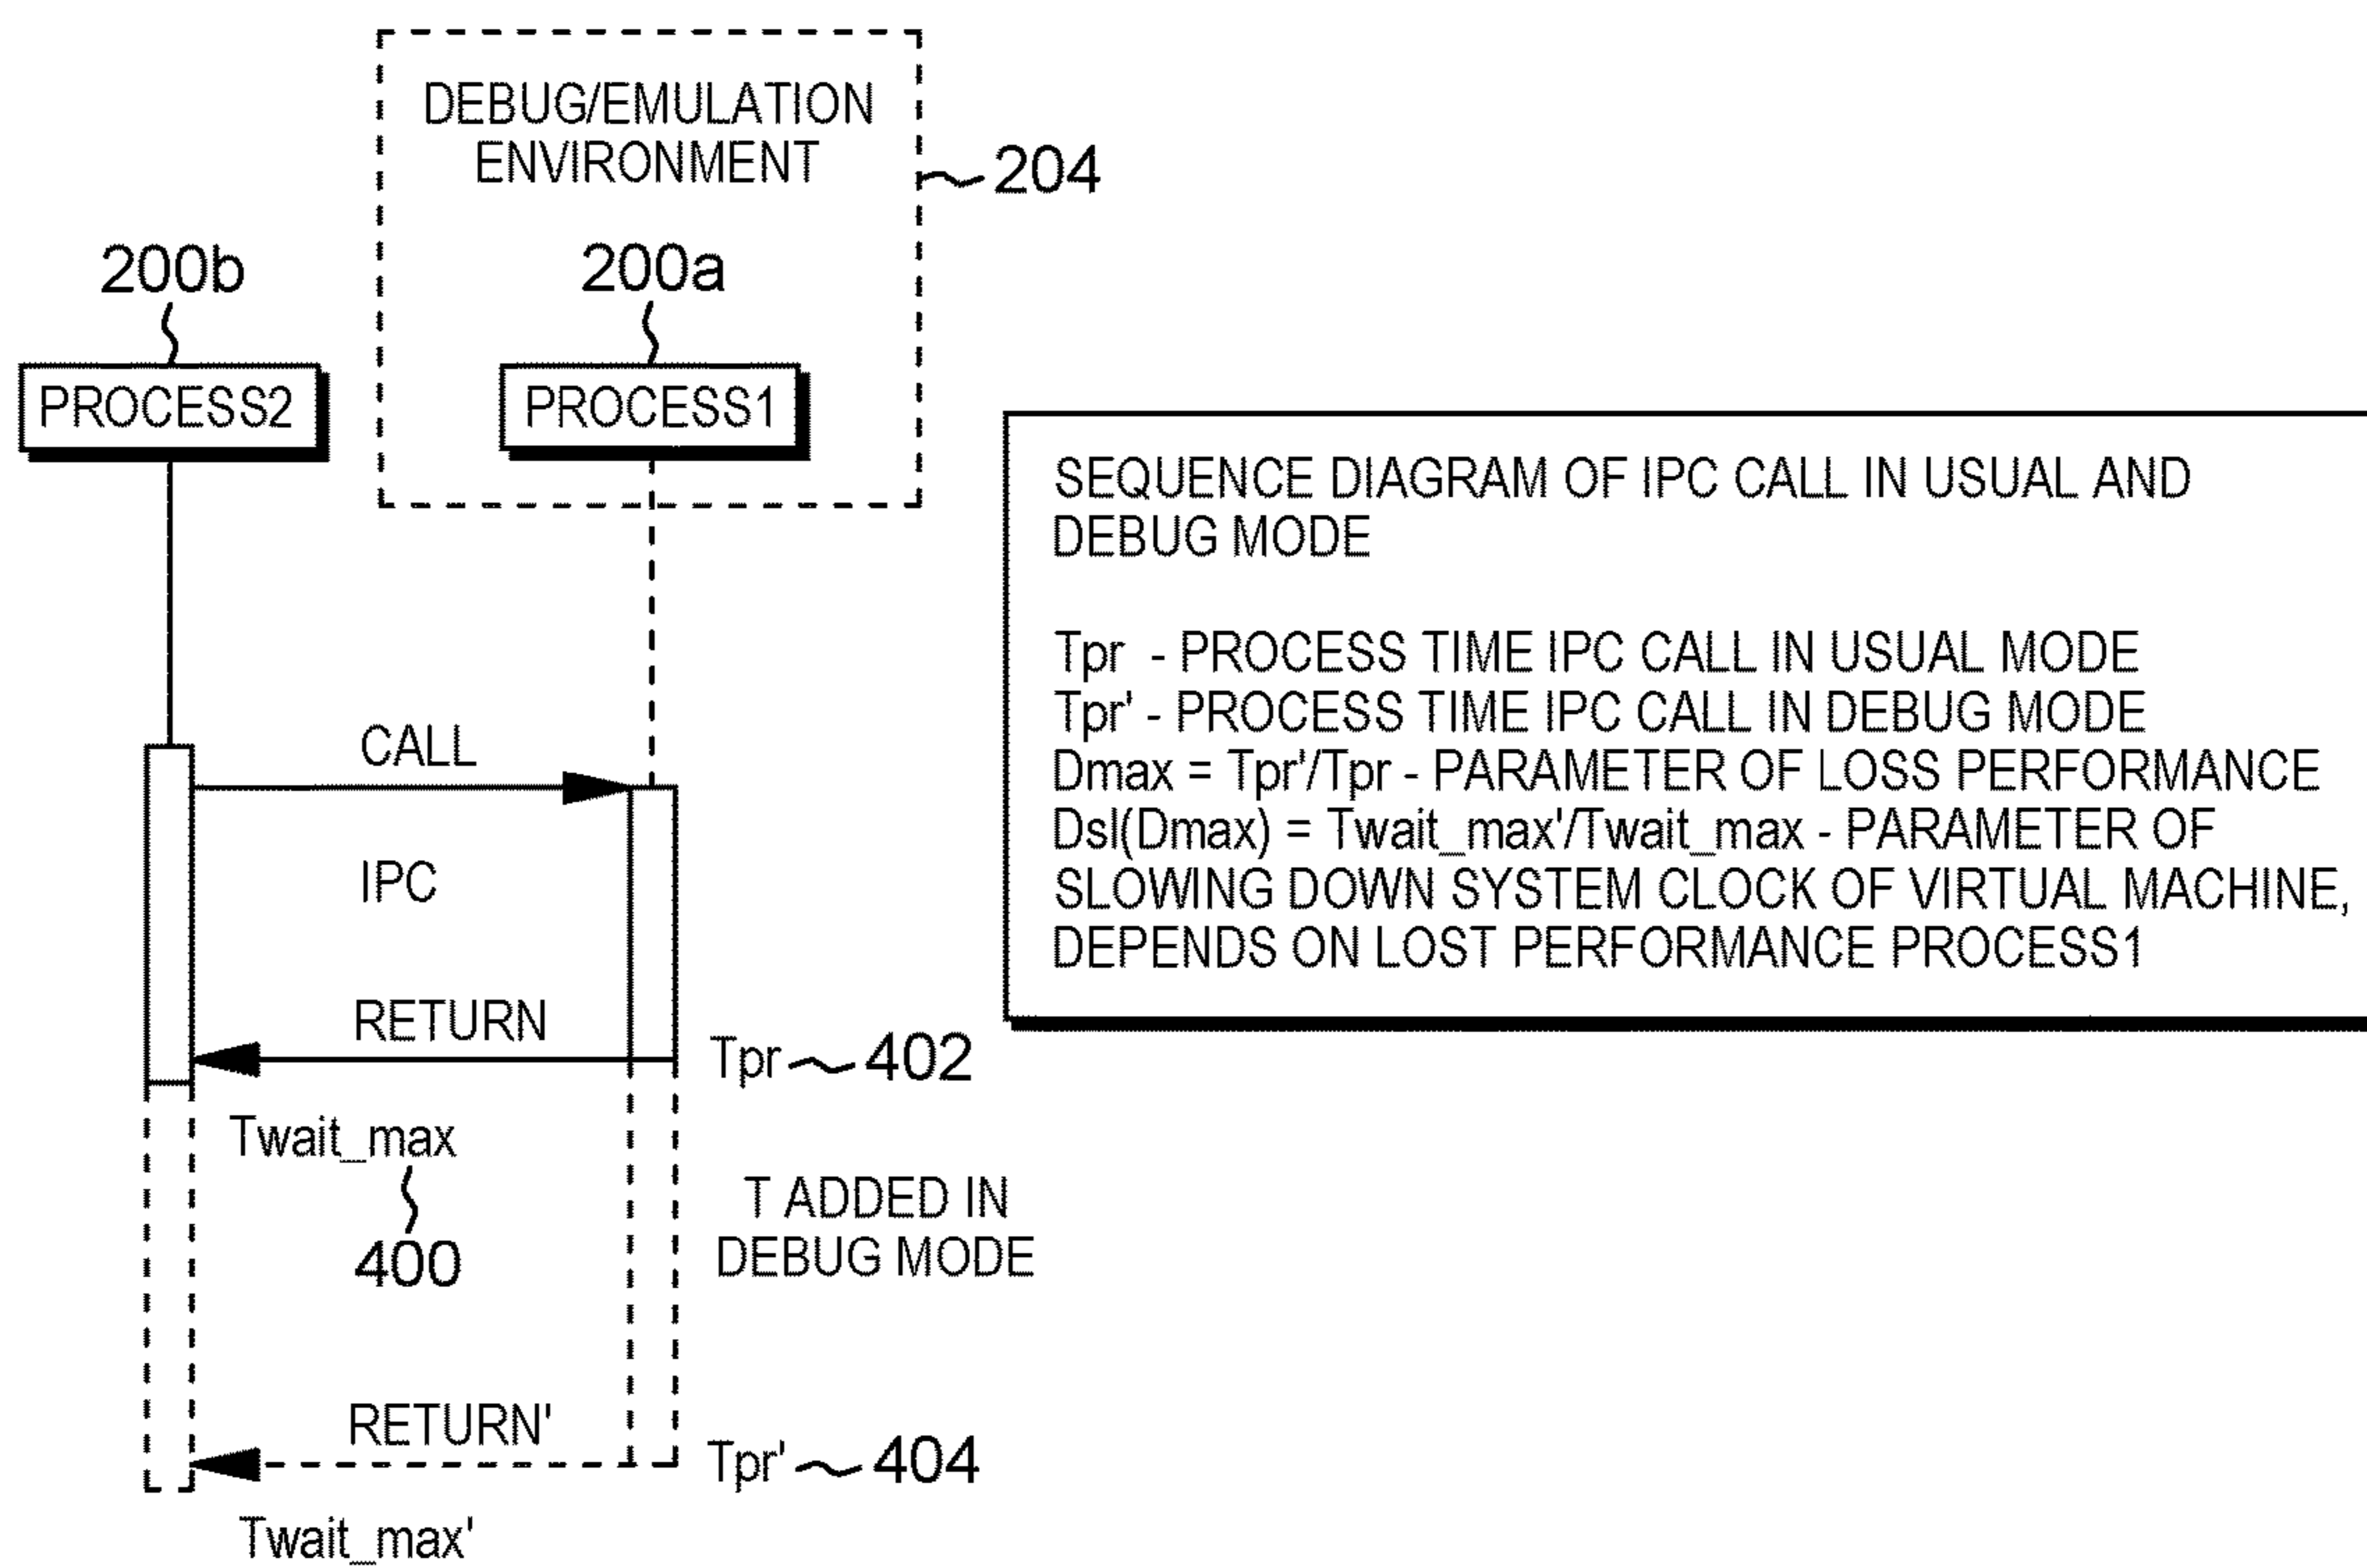 DEBUG/EMULATION
ENVIRONMENT
204
200b
200a
PROCESS2
PROCESS1
SEQUENCE DIAGRAM OF IPC CALL IN USUAL AND
DEBUG MODE
Tpr - PROCESS TIME IPC CALL IN USUAL MODE
Tpr' - PROCESS TIME IPC CALL IN DEBUG MODE
Dmax = Tpr'/Tpr - PARAMETER OF LOSS PERFORMANCE
Dsl(Dmax) = Twait_max'/Twait_max - PARAMETER OF
SLOWING DOWN SYSTEM CLOCK OF VIRTUAL MACHINE,
DEPENDS ON LOST PERFORMANCE PROCESS1
CALL
IPC
RETURN
Tpr
402
Twait_max
400
T ADDED IN
DEBUG MODE
RETURN'
Tpr'
404
Twait_max'